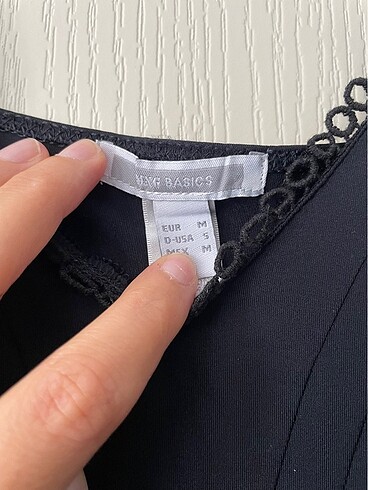 MNG BASICS
EUR M
D-USA S
MEX M